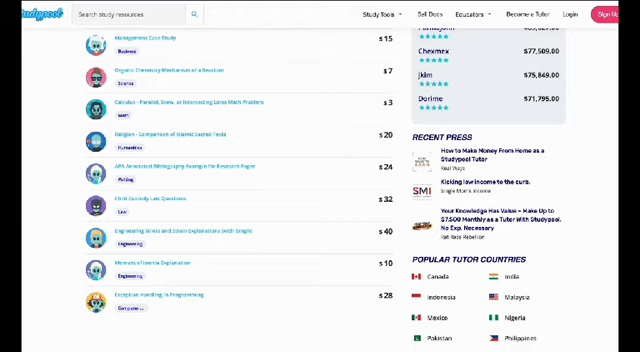 Studypool
Search study resources
Study Tools
Sell Docs
Educators
Become a Tutor
Login
Sign Up
Management Case Study
Business
$15
Organic Chemistry Mechanism of a Reaction
Science
$7
Calculus - Parallel, Skew, or Intersecting Lines Math Problem
Math
$3
Religion - Comparison of Islamic Sacred Texts
Humanities
$20
APA Annotated Bibliography Example for Research Paper
Writing
$24
Child Custody Law Questions
Law
$32
Engineering Stress and Strain Explanations (with Graph)
Engineering
$40
Moment of Inertia Explanation
Engineering
$10
Exception Handling in Programming
Computer ...
$28
Chexmex
$77,509.00
jkim
$75,849.00
Dorime
$71,795.00
RECENT PRESS
How to Make Money From Home as a
Studypool Tutor
Real Ways
SMI
Kicking low income to the curb.
Single Mom's Income
Your Knowledge Has Value - Make Up to
$7,500 Monthly as a Tutor With Studypool.
No Exp. Necessary
Rat Race Rebellion
POPULAR TUTOR COUNTRIES
Canada
India
Indonesia
Malaysia
Mexico
Nigeria
Pakistan
Philippines